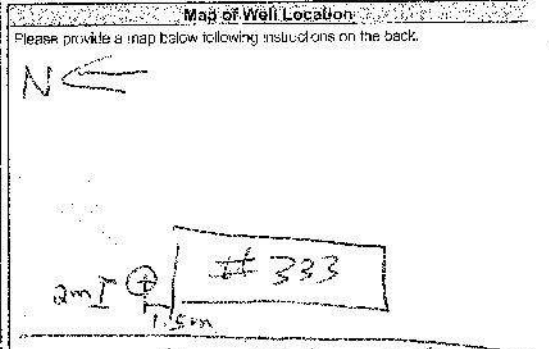 Map of Well Location
Please provide a map below following instructions on the back.
N
# 333
2m
1.5m